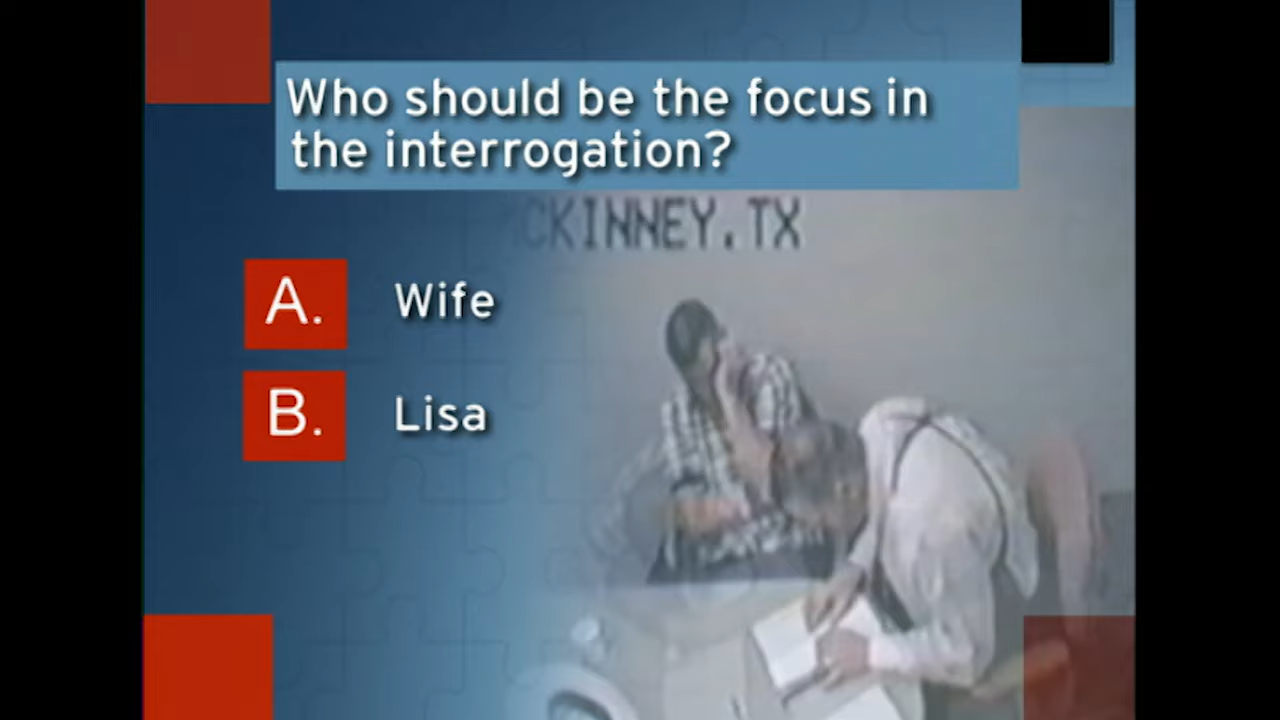 Who should be the focus in
the interrogation?
CKINNEY.TX
A. Wife
B. Lisa